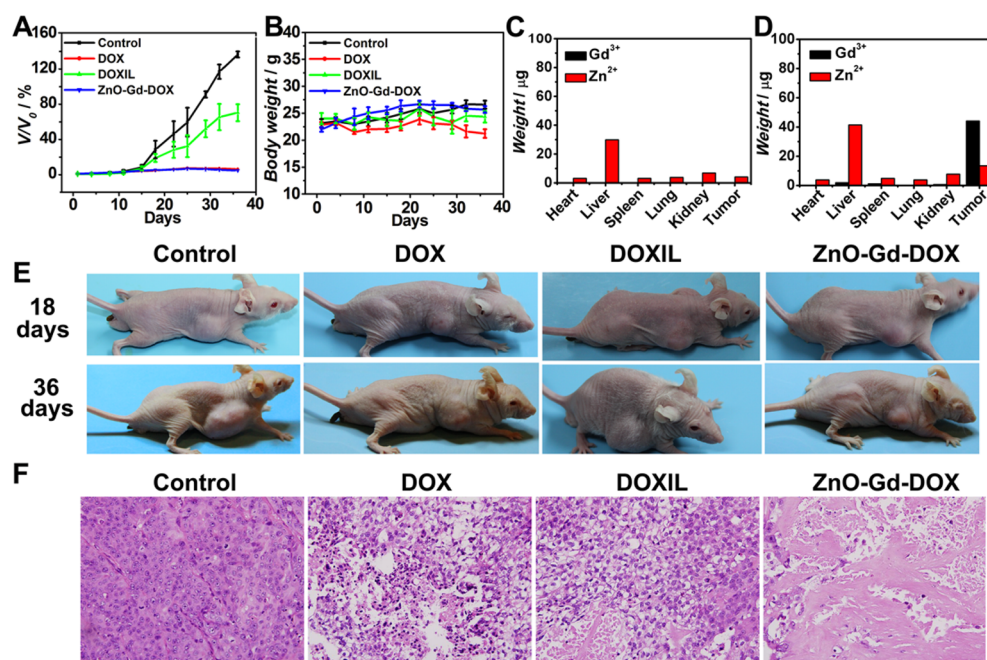 A
V/V0 / %
160
120
80
40
0
0
10
20
30
40
Days
Control
DOX
DOXIL
ZnO-Gd-DOX
B
Body weight / g
40
35
30
25
20
15
10
0
10
20
30
40
Days
Control
DOX
DOXIL
ZnO-Gd-DOX
C
Weight / μg
100
80
60
40
20
0
Gd3+
Zn2+
Heart
Liver
Spleen
Lung
Kidney
Tumor
D
Weight / μg
100
80
60
40
20
0
Gd3+
Zn2+
Heart
Liver
Spleen
Lung
Kidney
Tumor
E
Control
DOX
DOXIL
ZnO-Gd-DOX
18
days
36
days
F
Control
DOX
DOXIL
ZnO-Gd-DOX